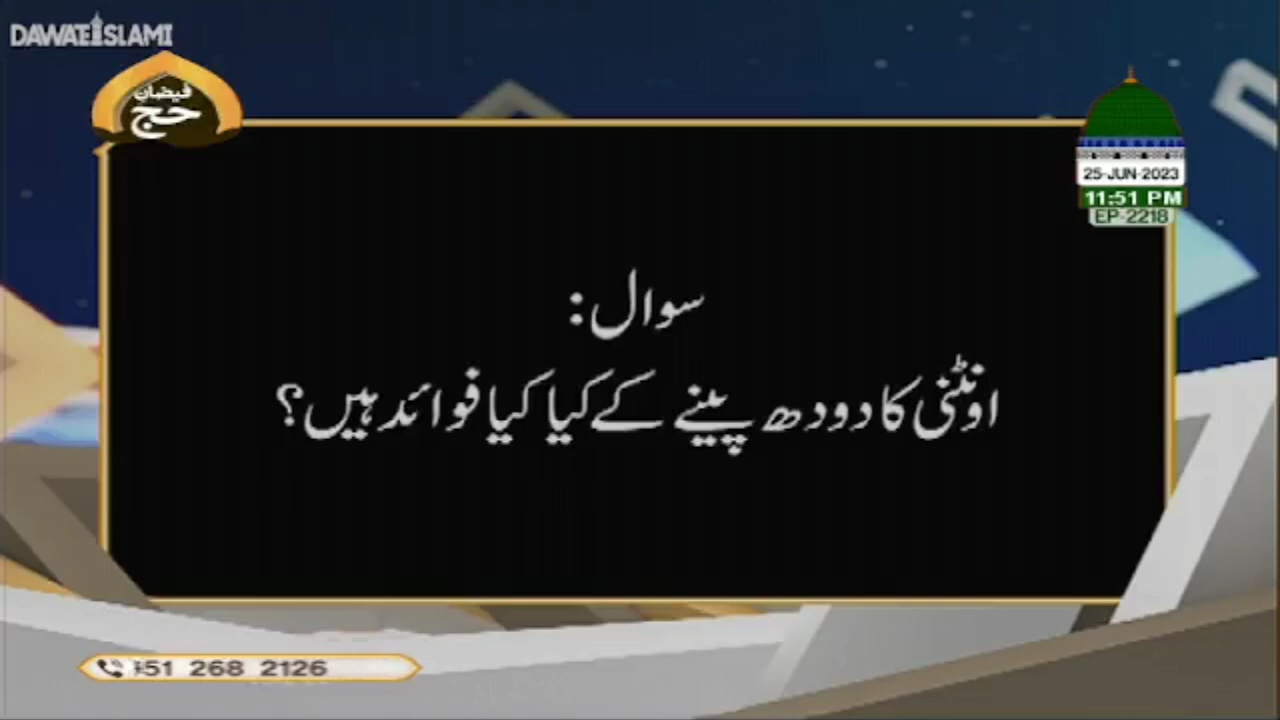 DAWATEISLAMI
فیضانِ
حج
25-JUN-2023
11:51 PM
EP-2218
سوال:
اونٹنی کا دودھ پینے کے کیا کیا فوائد ہیں؟
51 268 2126